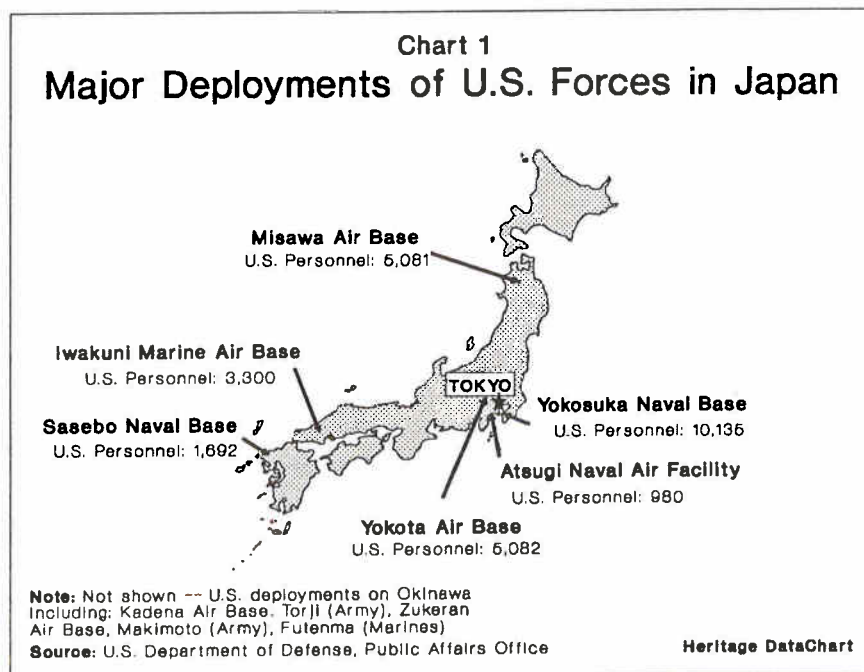 Chart 1
Major Deployments of U.S. Forces in Japan
Misawa Air Base
U.S. Personnel: 5,081
Iwakuni Marine Air Base
U.S. Personnel: 3,300
TOKYO
Sasebo Naval Base
U.S. Personnel: 1,692
Yokosuka Naval Base
U.S. Personnel: 10,135
Atsugi Naval Air Facility
U.S. Personnel: 980
Yokota Air Base
U.S. Personnel: 5,082
Note: Not shown -- U.S. deployments on Okinawa
Including: Kadena Air Base, Torji (Army), Zukeran
Air Base, Makimoto (Army), Futenma (Marines)
Source: U.S. Department of Defense, Public Affairs Office
Heritage DataChart